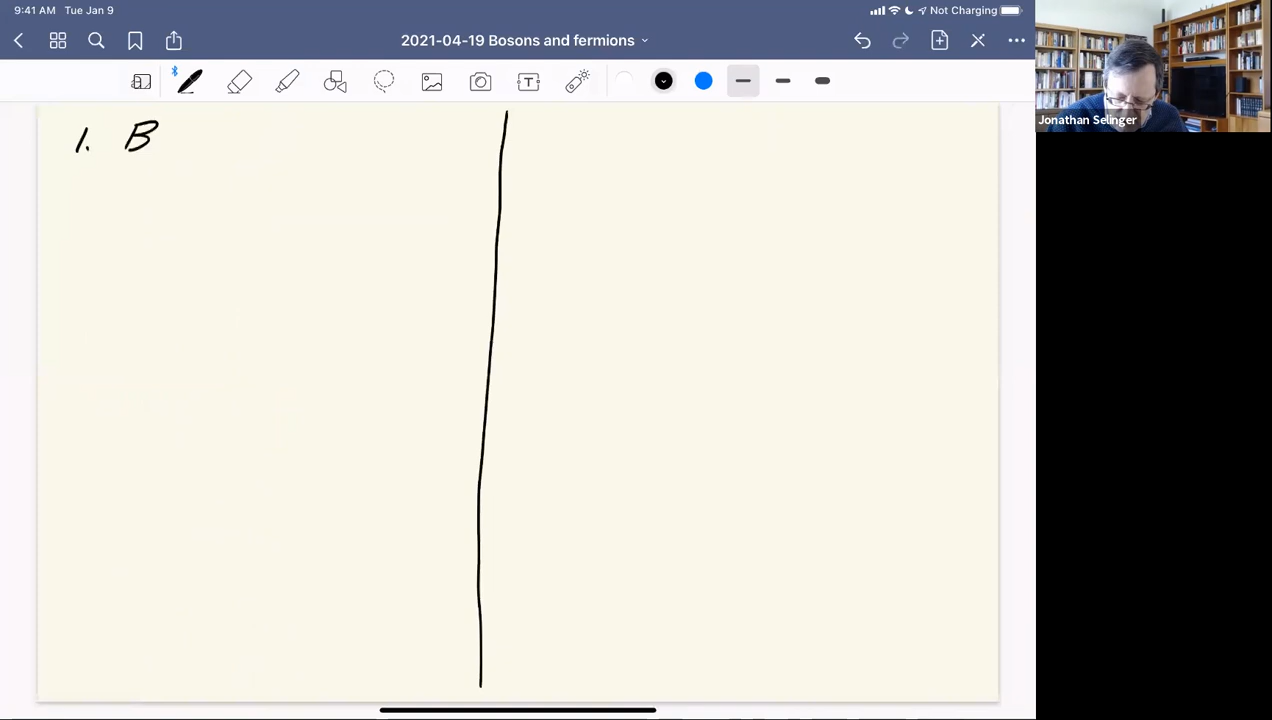 9:41 AM Tue Jan 9
Not Charging
2021-04-19 Bosons and fermions
T
Jonathan Selinger
1. B